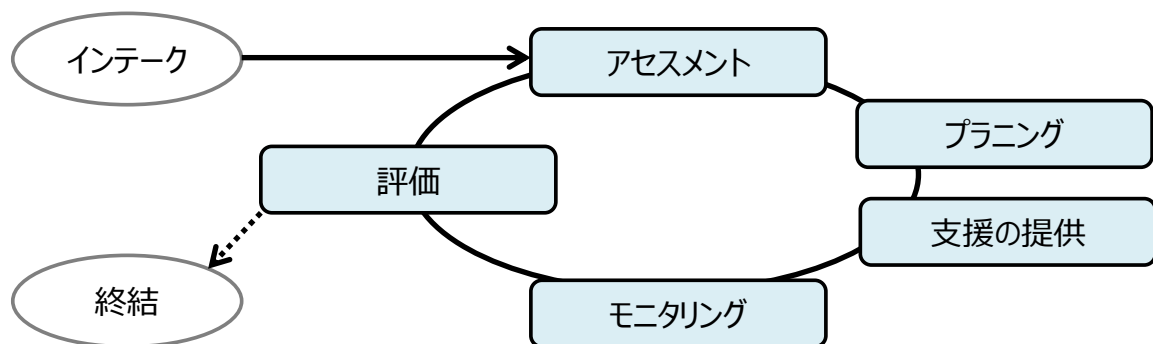 インテーク
アセスメント
プラニング
支援の提供
モニタリング
評価
終結